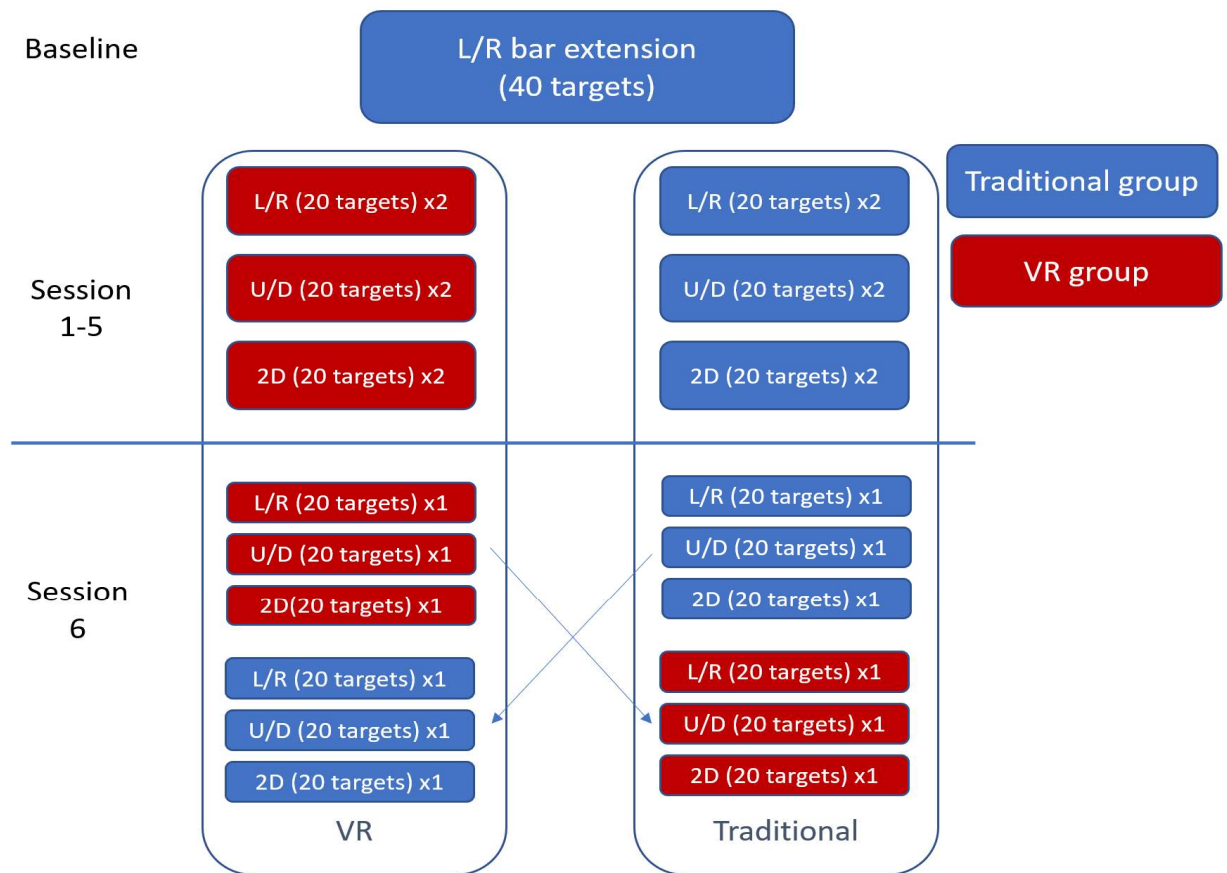 Baseline
L/R bar extension
(40 targets)
Traditional group
VR group
Session
1-5
L/R (20 targets) x2
U/D (20 targets) x2
2D (20 targets) x2
L/R (20 targets) x2
U/D (20 targets) x2
2D (20 targets) x2
Session
6
L/R (20 targets) x1
U/D (20 targets) x1
2D(20 targets) x1
L/R (20 targets) x1
U/D (20 targets) x1
2D (20 targets) x1
VR
L/R (20 targets) x1
U/D (20 targets) x1
2D (20 targets) x1
L/R (20 targets) x1
U/D (20 targets) x1
2D (20 targets) x1
Traditional